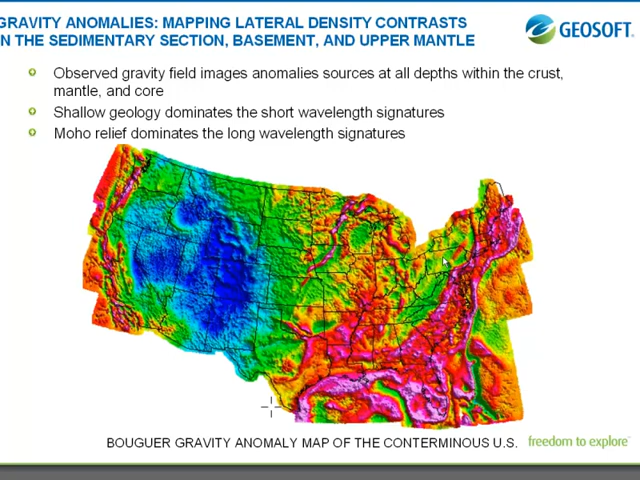 GRAVITY ANOMALIES: MAPPING LATERAL DENSITY CONTRASTS
N THE SEDIMENTARY SECTION, BASEMENT, AND UPPER MANTLE
GEOSOFT
Observed gravity field images anomalies sources at all depths within the crust,
mantle, and core
Shallow geology dominates the short wavelength signatures
Moho relief dominates the long wavelength signatures
BOUGUER GRAVITY ANOMALY MAP OF THE CONTERMINOUS U.S.
freedom to explore